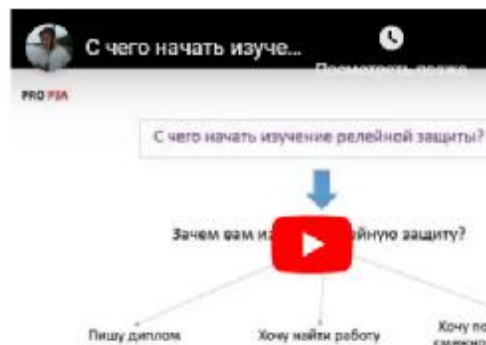 С чего начать изуче...
Посмотреть позже
PRO РЗА
С чего начать изучение релейной защиты?
Зачем вам из йную защиту?
Пишу диплом
Хочу найти работу
Хочу по